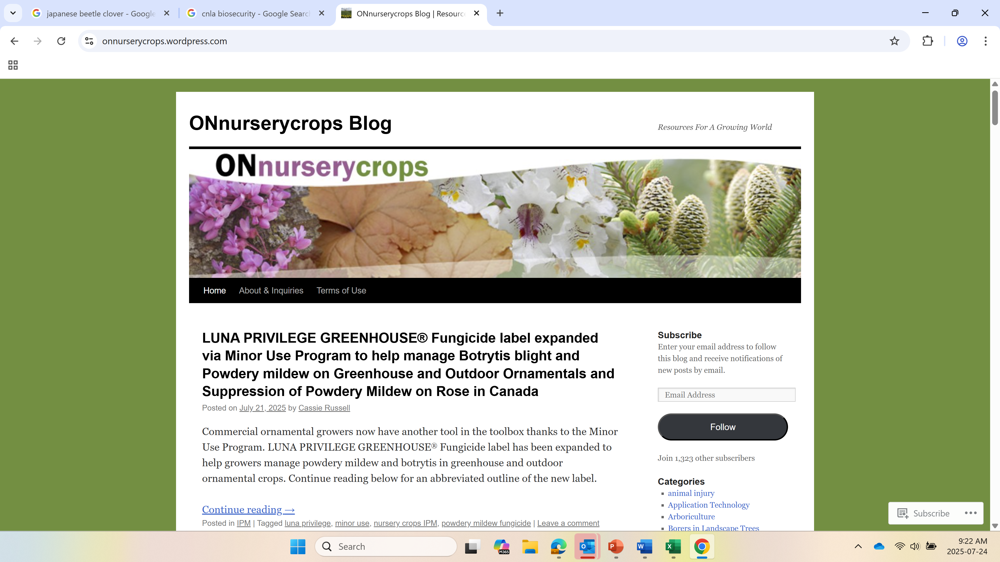 japanese beetle clover - Google
cnla biosecurity - Google Search
ONnurserycrops Blog | Resource
onnurserycrops.wordpress.com
ONnurserycrops Blog
Resources For A Growing World
ONnurserycrops
Home About & Inquiries Terms of Use
LUNA PRIVILEGE GREENHOUSE® Fungicide label expanded
via Minor Use Program to help manage Botrytis blight and
Powdery mildew on Greenhouse and Outdoor Ornamentals and
Suppression of Powdery Mildew on Rose in Canada
Posted on July 21, 2025 by Cassie Russell
Commercial ornamental growers now have another tool in the toolbox thanks to the Minor
Use Program. LUNA PRIVILEGE GREENHOUSE® Fungicide label has been expanded to
help growers manage powdery mildew and botrytis in greenhouse and outdoor
ornamental crops. Continue reading below for an abbreviated outline of the new label.
Continue reading →
Posted in IPM | Tagged luna privilege, minor use, nursery crops IPM, powdery mildew fungicide | Leave a comment
Subscribe
Enter your email address to follow
this blog and receive notifications of
new posts by email.
Email Address
Follow
Join 1,323 other subscribers
Categories
animal injury
Application Technology
Arboriculture
Borers in Landscape Trees
Subscribe
Search
M365
O
P
W
X
9:22 AM
2025-07-24